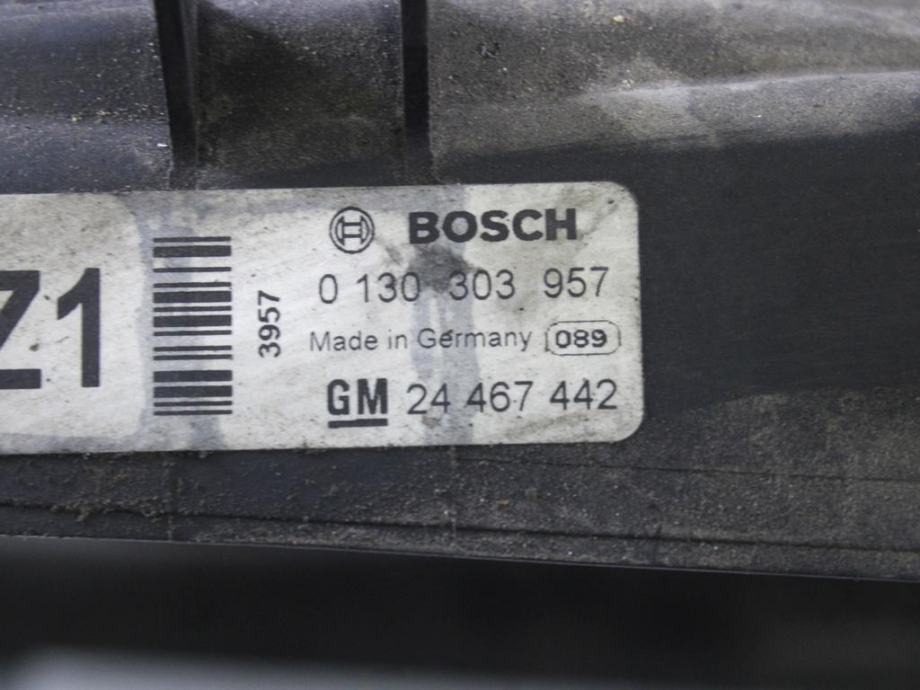 Z1
3957
BOSCH
0 130 303 957
Made in Germany 089
GM 24 467 442